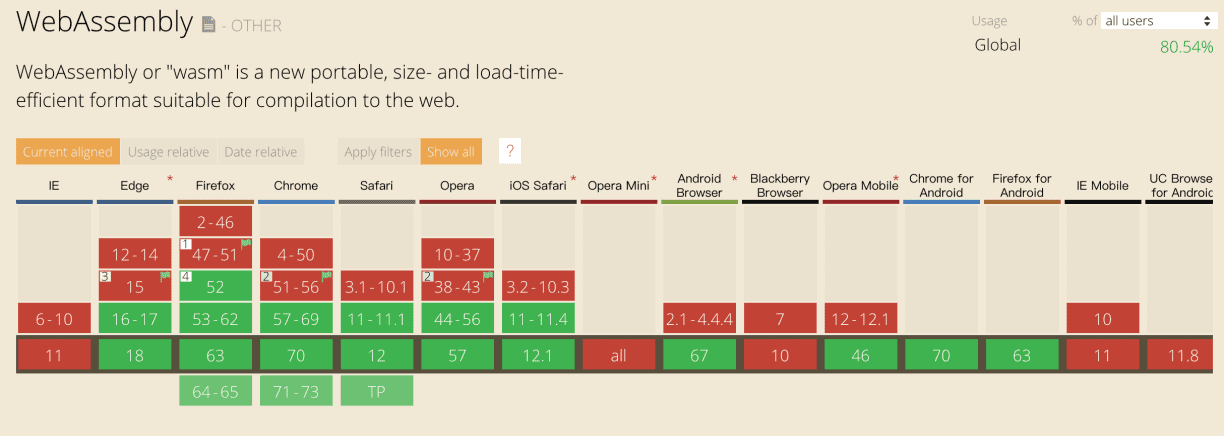 WebAssembly - OTHER
Usage % of all users
Global 80.54%
WebAssembly or "wasm" is a new portable, size- and load-time-
efficient format suitable for compilation to the web.
Current aligned Usage relative Date relative Apply filters Show all ?
IE Edge * Firefox Chrome Safari Opera iOS Safari * Opera Mini * Android Browser * Blackberry Browser Opera Mobile * Chrome for Android Firefox for Android IE Mobile UC Browse for Androic
2-46
12-14 1 47-51 4-50 10-37
3 15 4 52 2 51-56 3.1-10.1 2 38-43 3.2-10.3
6-10 16-17 53-62 57-69 11-11.1 44-56 11-11.4 2.1-4.4.4 7 12-12.1 10
11 18 63 70 12 57 12.1 all 67 10 46 70 63 11 11.8
64-65 71-73 TP